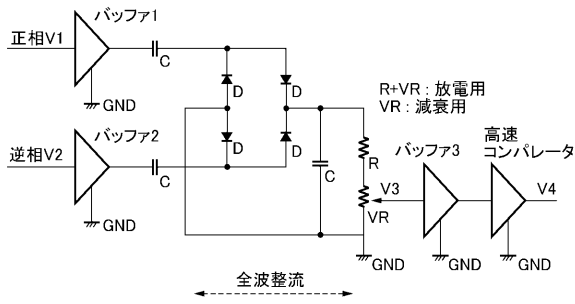 バッファ1
正相V1
C
GND
D
D
R+VR : 放電用
VR : 減衰用
バッファ2
逆相V2
C
GND
D
D
C
R
VR
V3
バッファ3
高速
コンパレータ
V4
GND
GND
GND
全波整流